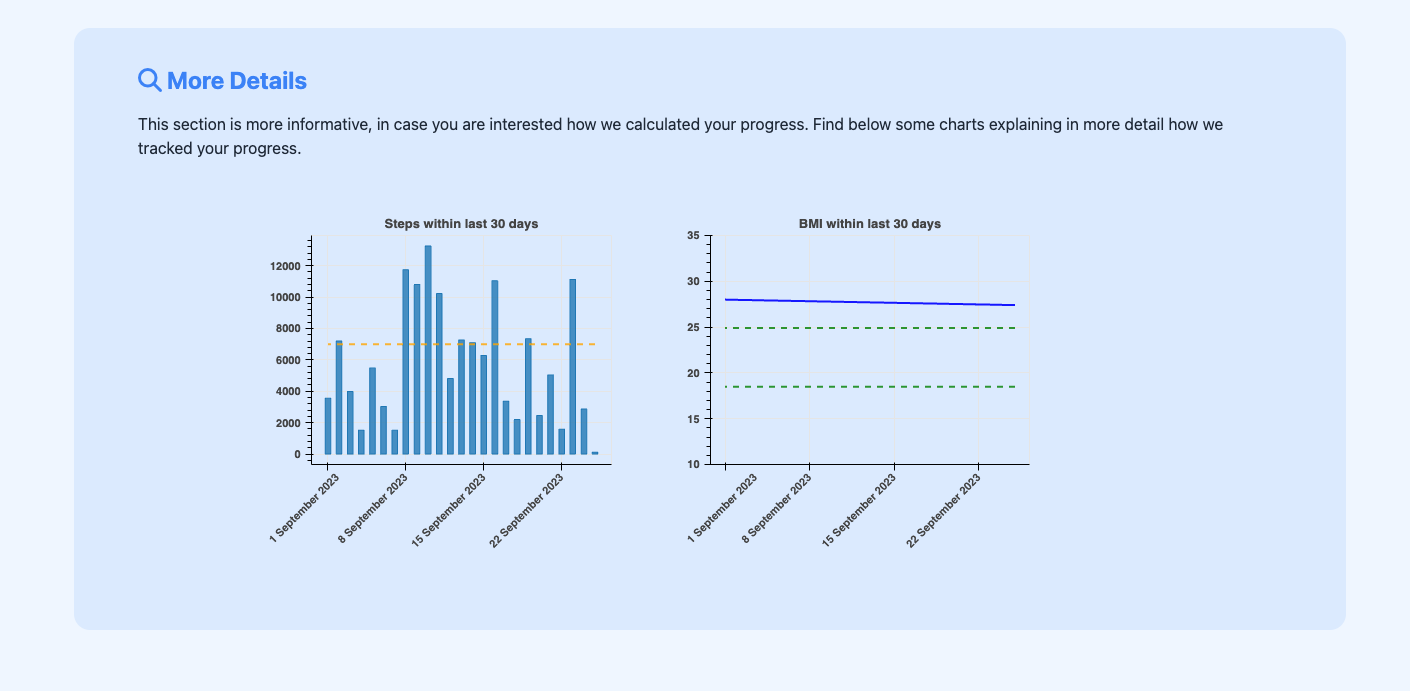 More Details
This section is more informative, in case you are interested how we calculated your progress. Find below some charts explaining in more detail how we
tracked your progress.
Steps within last 30 days
12000
10000
8000
6000
4000
2000
0
1 September 2023
8 September 2023
15 September 2023
22 September 2023
BMI within last 30 days
35
30
25
20
15
10
1 September 2023
8 September 2023
15 September 2023
22 September 2023